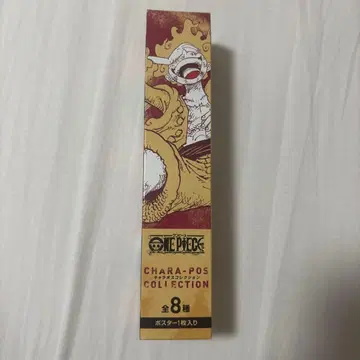 ONE PIECE
CHARA-POS
キャラポスコレクション
COLLECTION
全8種
ポスター1枚入り